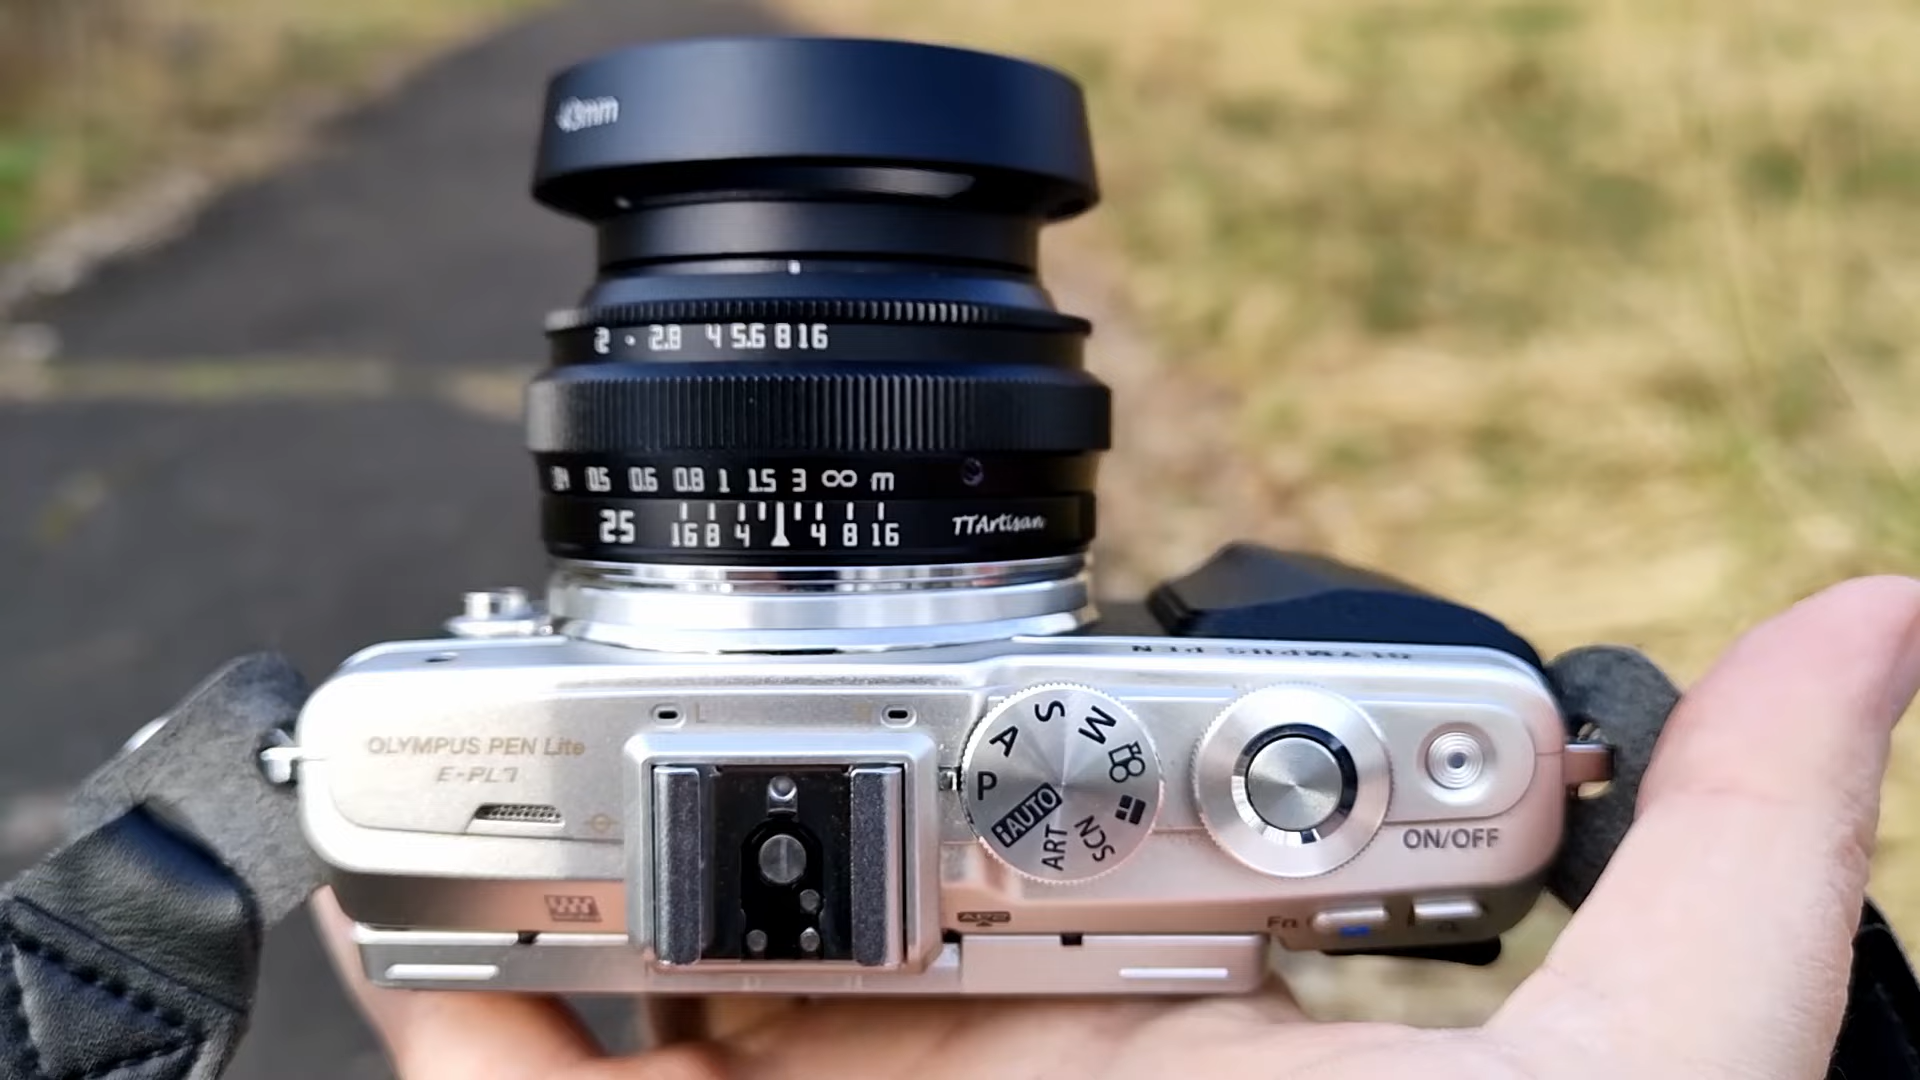 43mm
2 · 2.8 4 5.6 8 16
0.4 0.5 0.6 0.8 1 1.5 3 ∞ m
25 16 8 4 4 8 16 TTArtisan
OLYMPUS PEN
L R
OLYMPUS PEN Lite
E-PL7
S M
A
P
iAUTO
ART SCN
ON/OFF
Fn